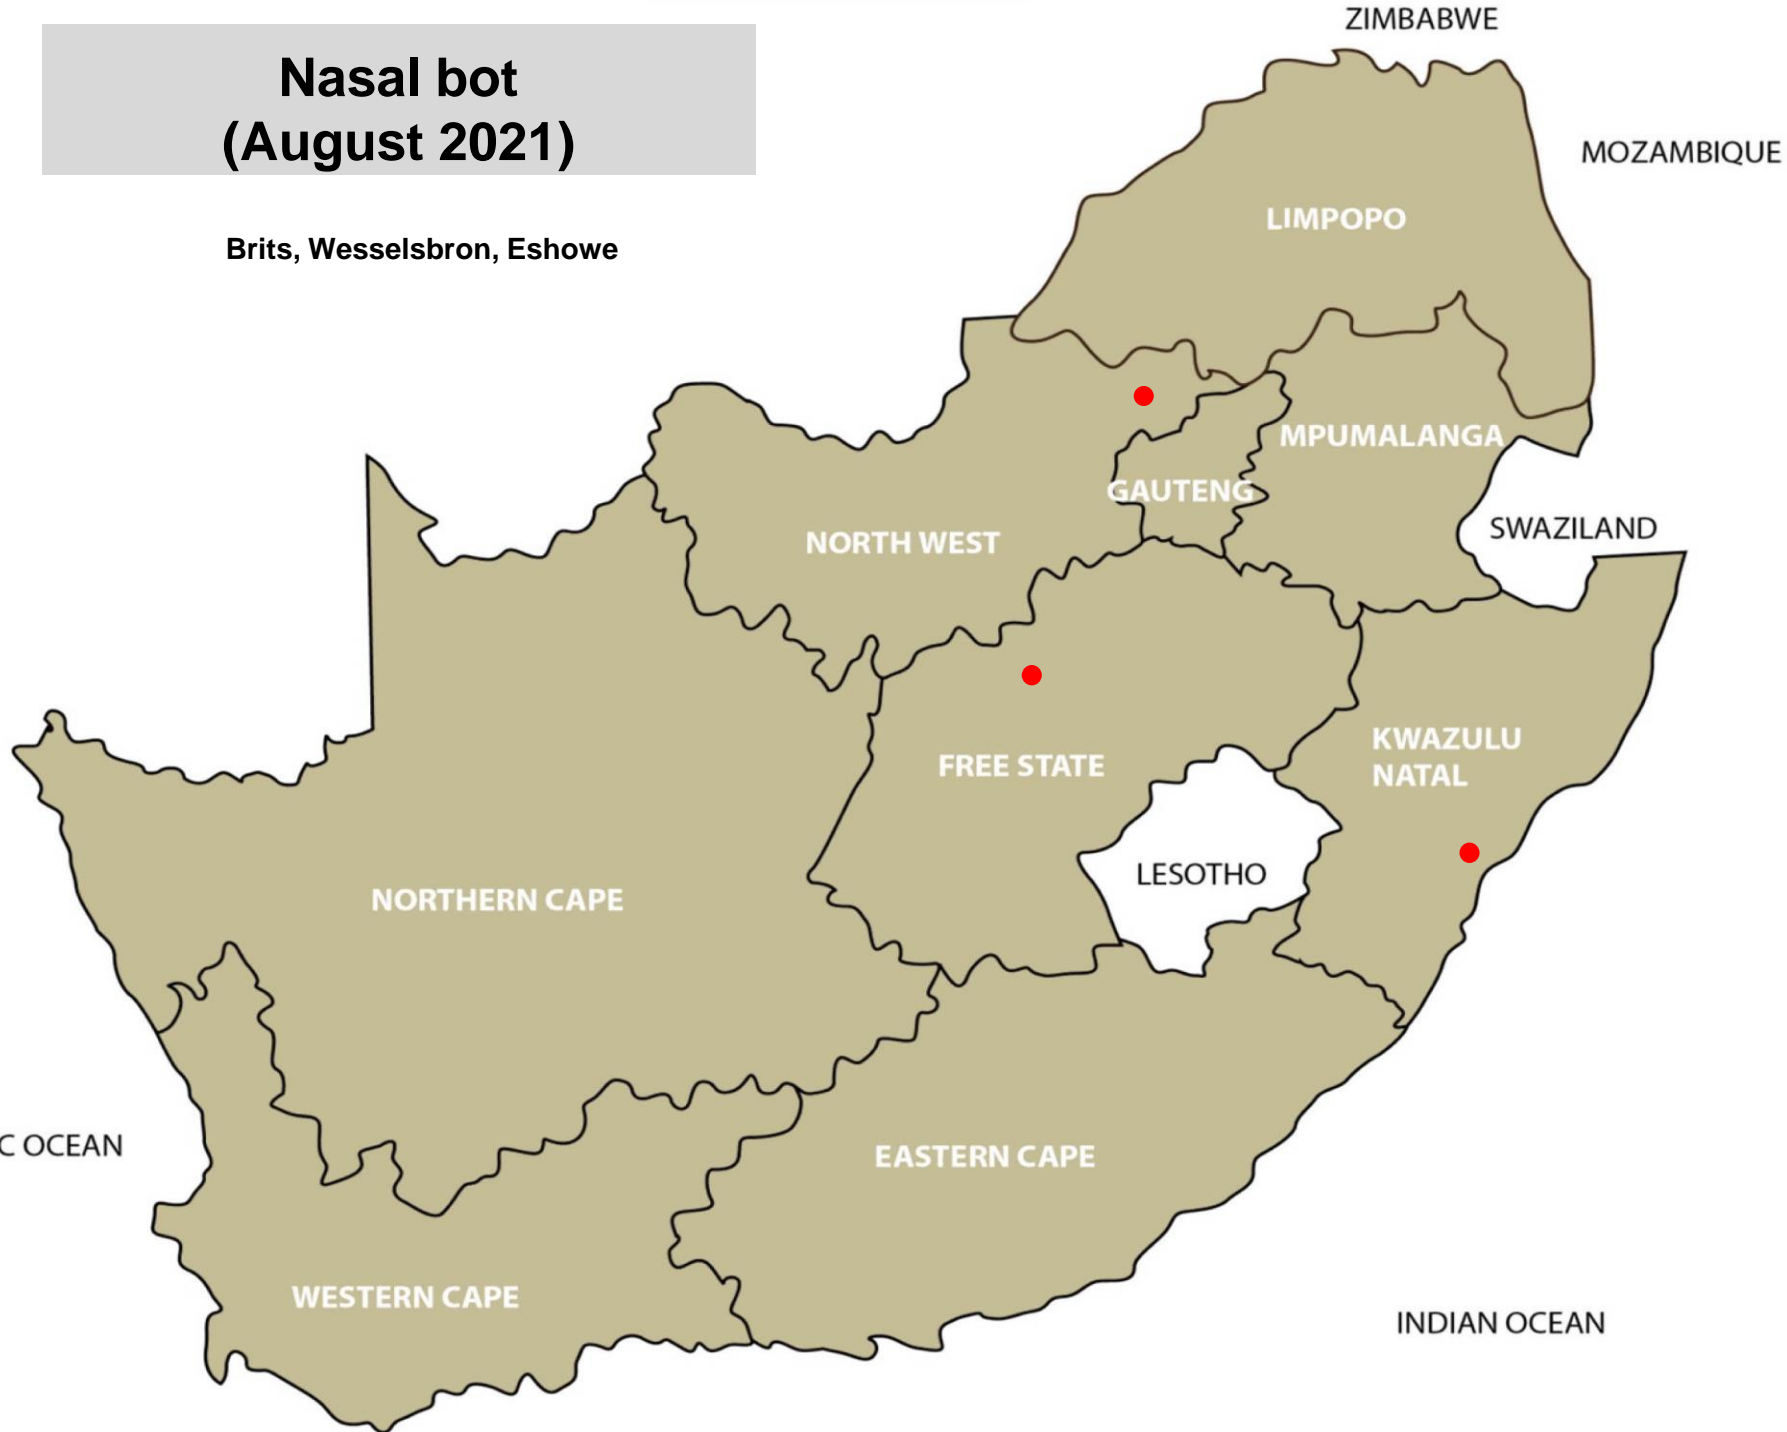 Nasal bot
(August 2021)
Brits, Wesselsbron, Eshowe
ZIMBABWE
MOZAMBIQUE
LIMPOPO
MPUMALANGA
GAUTENG
NORTH WEST
SWAZILAND
KWAZULU
NATAL
FREE STATE
LESOTHO
NORTHERN CAPE
C OCEAN
EASTERN CAPE
WESTERN CAPE
INDIAN OCEAN